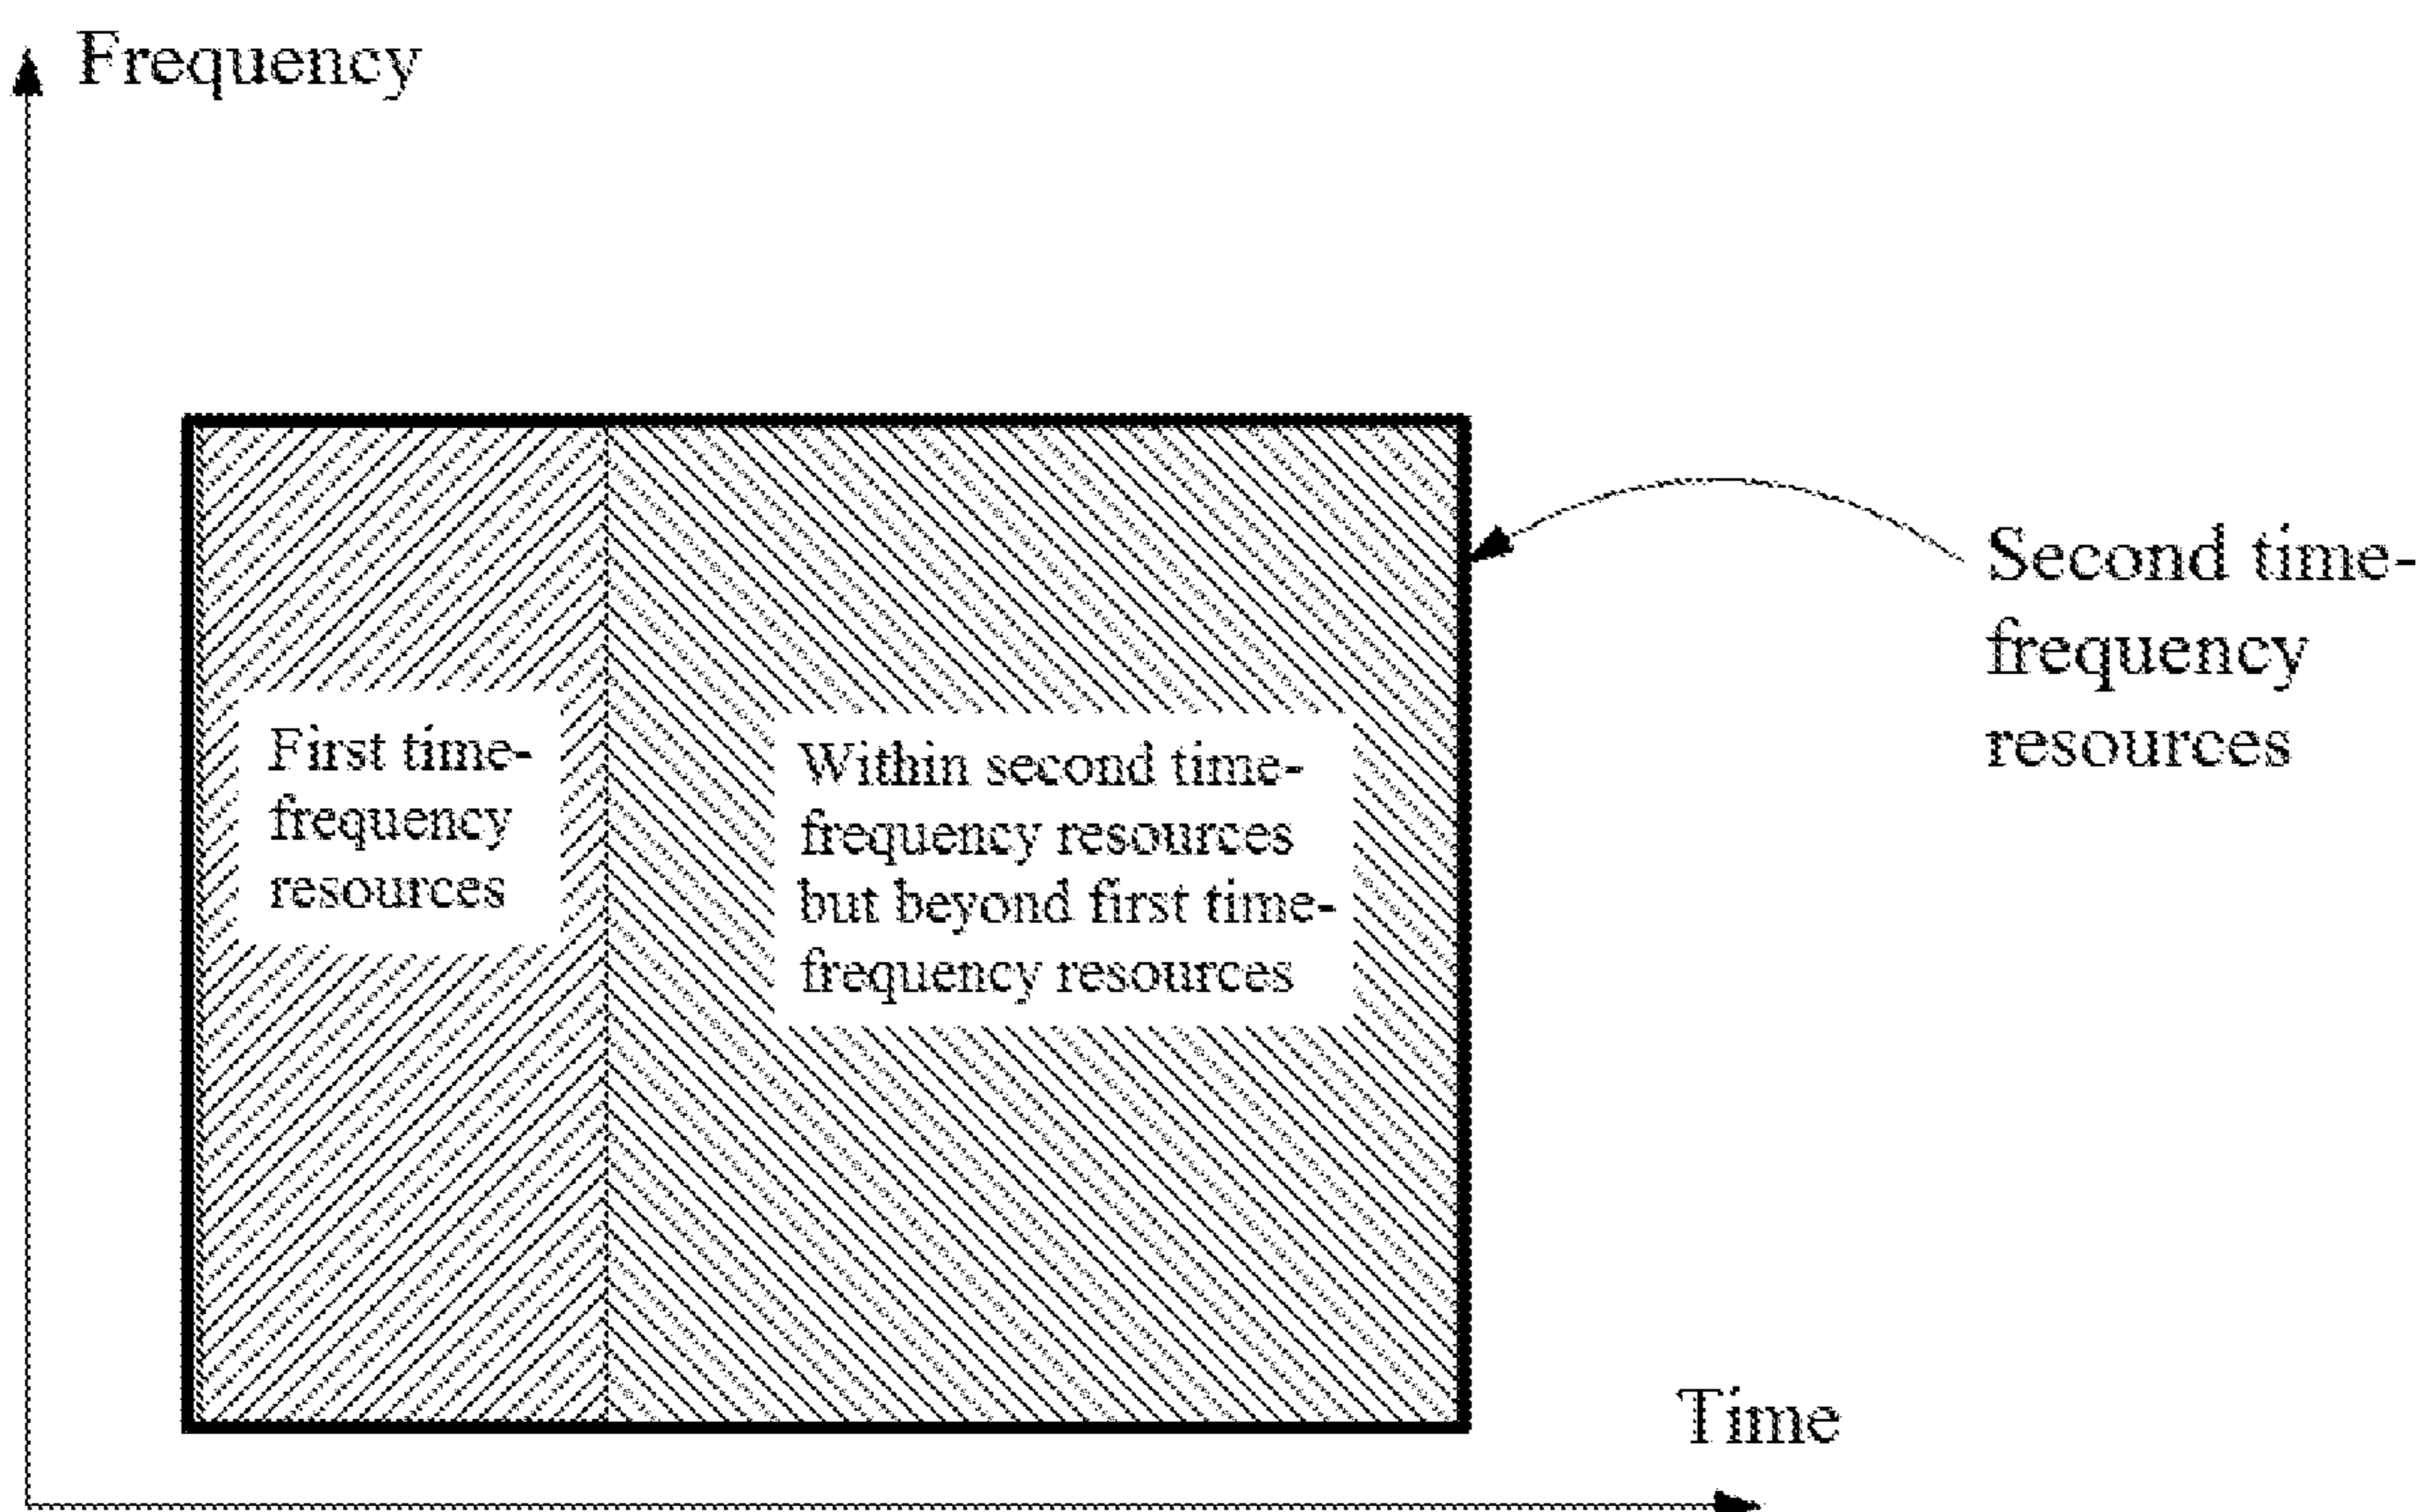 Frequency
Second time-
frequency
resources
First time-
frequency
resources
Within second time-
frequency resources
but beyond first time-
frequency resources
Time